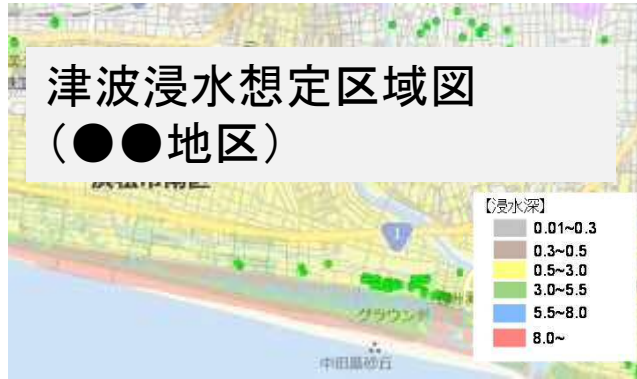 津波浸水想定区域図
（●●地区）
浜松市南区
1
【浸水深】
0.01~0.3
0.3~0.5
0.5~3.0
3.0~5.5
5.5~8.0
8.0~
グラウンド
中田島砂丘